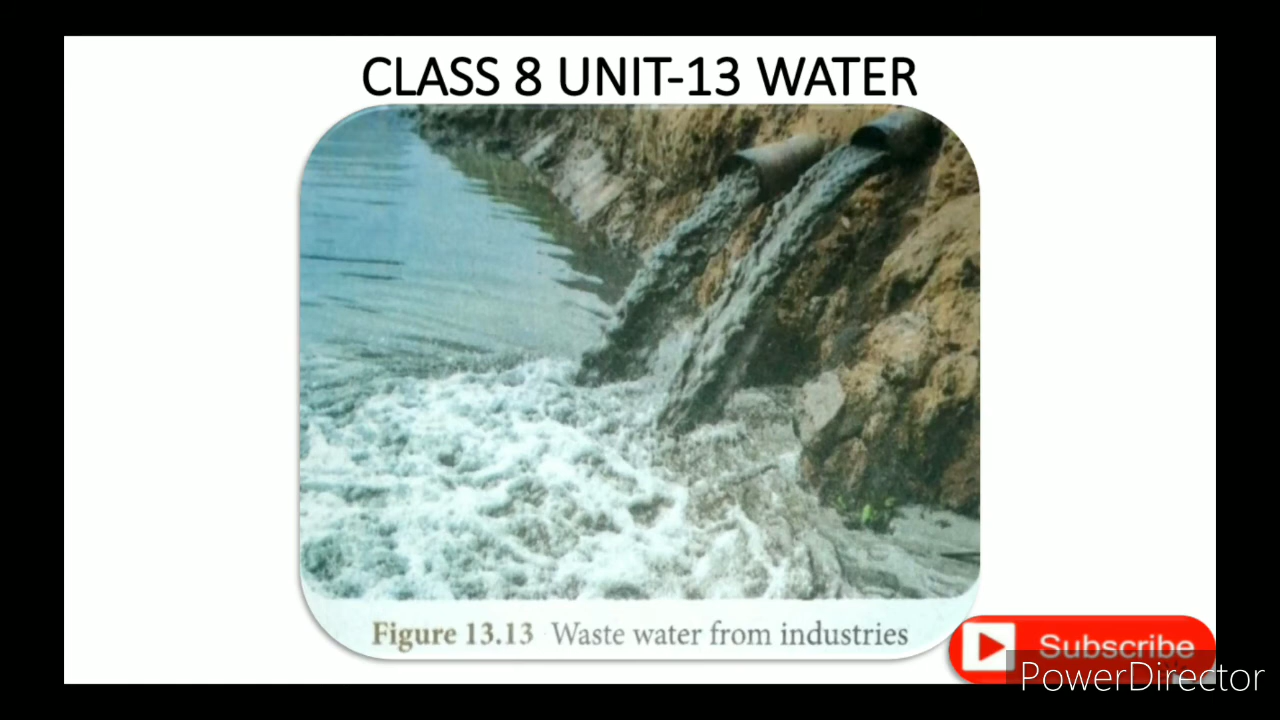 CLASS 8 UNIT-13 WATER
Figure 13.13 Waste water from industries
Subscribe
PowerDirector